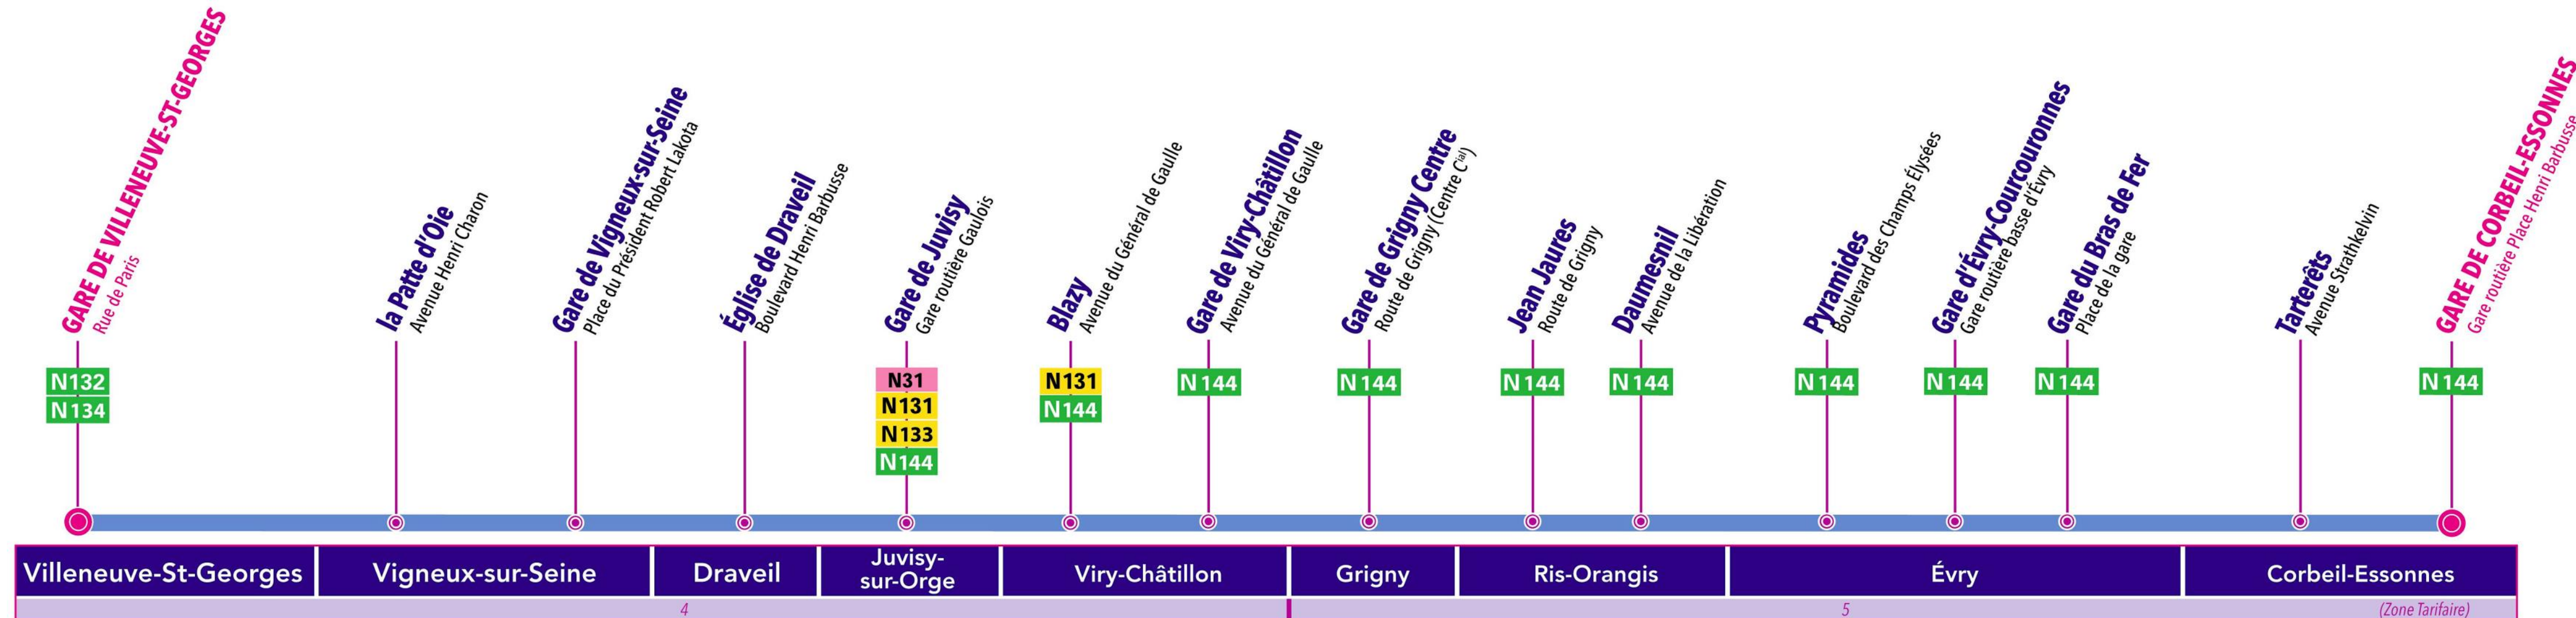 GARE DE VILLENEUVE-ST-GEORGES
Rue de Paris
N132
N134
la Patte d'Oie
Avenue Henri Charon
Gare de Vigneux-sur-Seine
Place du Président Robert Lakota
Église de Draveil
Boulevard Henri Barbusse
Gare de Juvisy
Gare routière Gaulois
N31
N131
N133
N144
Blazy
Avenue du Général de Gaulle
N131
N144
Gare de Viry-Châtillon
Avenue du Général de Gaulle
N144
Gare de Grigny Centre
Route de Grigny (Centre Cial)
N144
Jean Jaures
Route de Grigny
N144
Daumesnil
Avenue de la Libération
N144
Pyramides
Boulevard des Champs Élysées
N144
Gare d'Évry-Courcouronnes
Gare routière basse d'Évry
N144
Gare du Bras de Fer
Place de la gare
N144
Tarterêts
Avenue Strathkelvin
GARE DE CORBEIL-ESSONNES
Gare routière Place Henri Barbusse
N144
Villeneuve-St-Georges
Vigneux-sur-Seine
Draveil
Juvisy-
sur-Orge
Viry-Châtillon
Grigny
Ris-Orangis
Évry
Corbeil-Essonnes
4
5
(Zone Tarifaire)